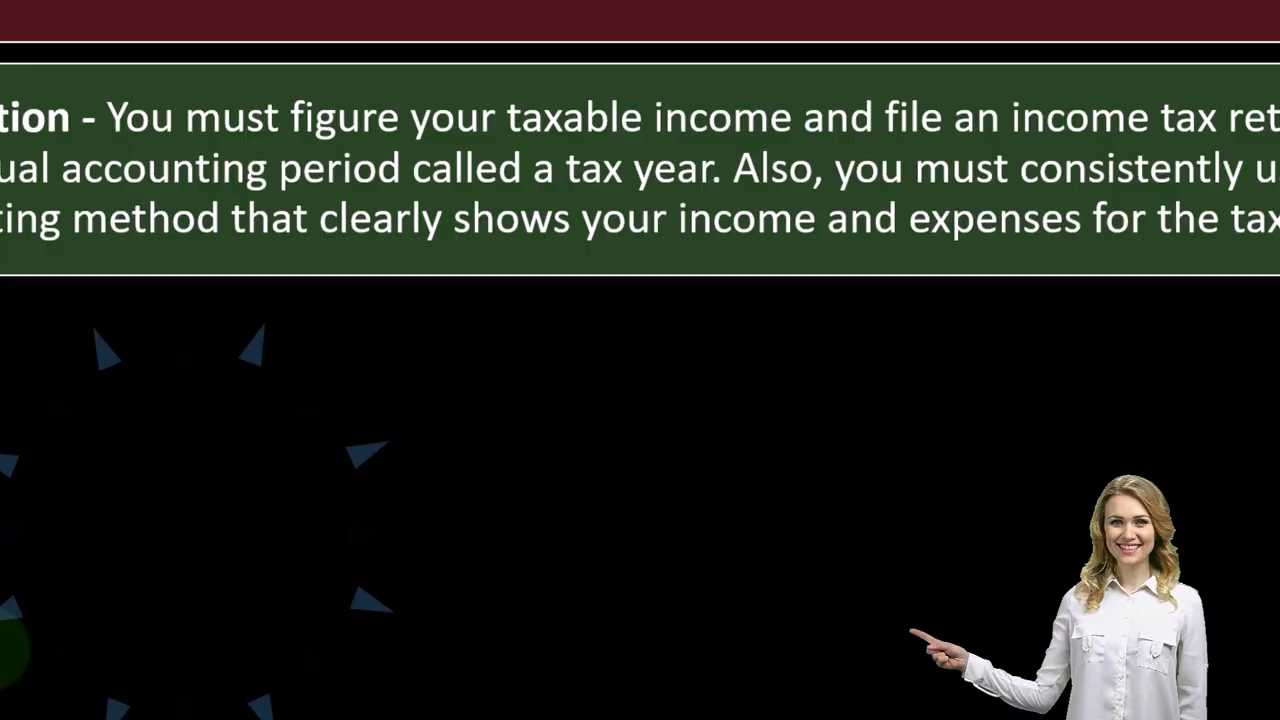 tion - You must figure your taxable income and file an income tax ret
ual accounting period called a tax year. Also, you must consistently u
ting method that clearly shows your income and expenses for the tax